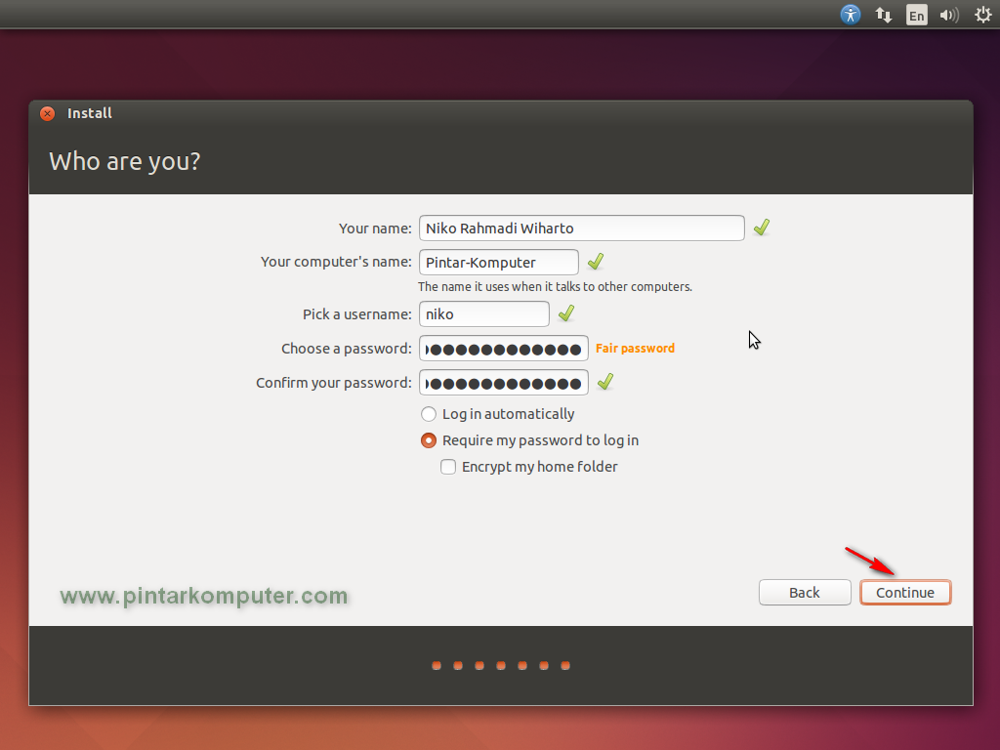 En
Install
Who are you?
Your name: Niko Rahmadi Wiharto
Your computer's name: Pintar-Komputer
The name it uses when it talks to other computers.
Pick a username: niko
Choose a password: Fair password
Confirm your password:
Log in automatically
Require my password to log in
Encrypt my home folder
www.pintarkomputer.com
Back Continue